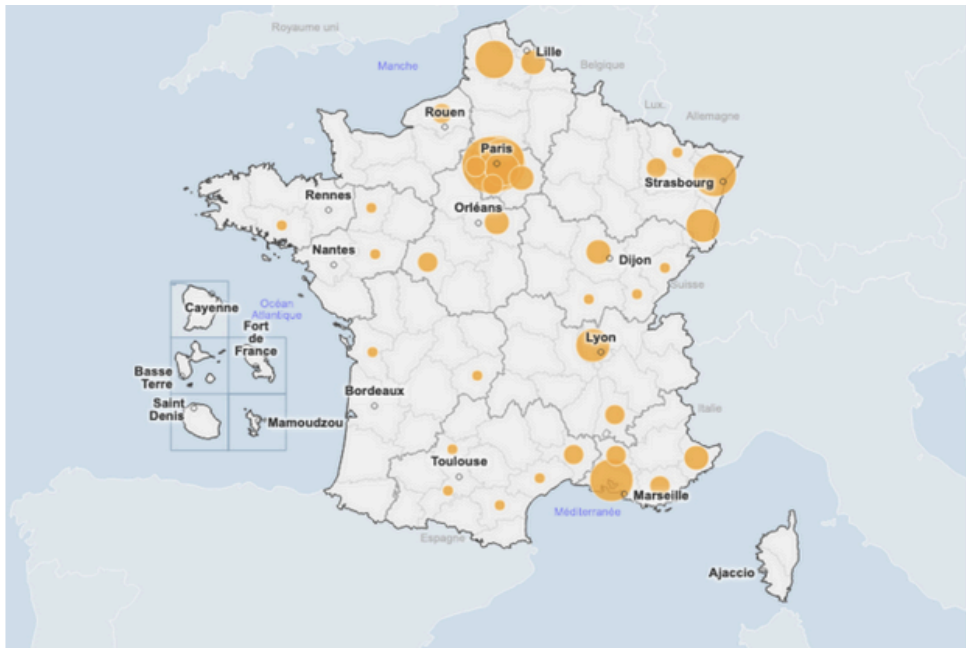 Royaume uni
Lille
Manche
Belgique
Rouen
Lux.
Allemagne
Paris
Strasbourg
Rennes
Orléans
Nantes
Dijon
Suisse
Cayenne
Océan
Atlantique
Fort
de
France
Lyon
Basse
Terre
Bordeaux
Saint
Denis
Mamoudzou
Italie
Toulouse
Marseille
Méditerranée
Espagne
Ajaccio